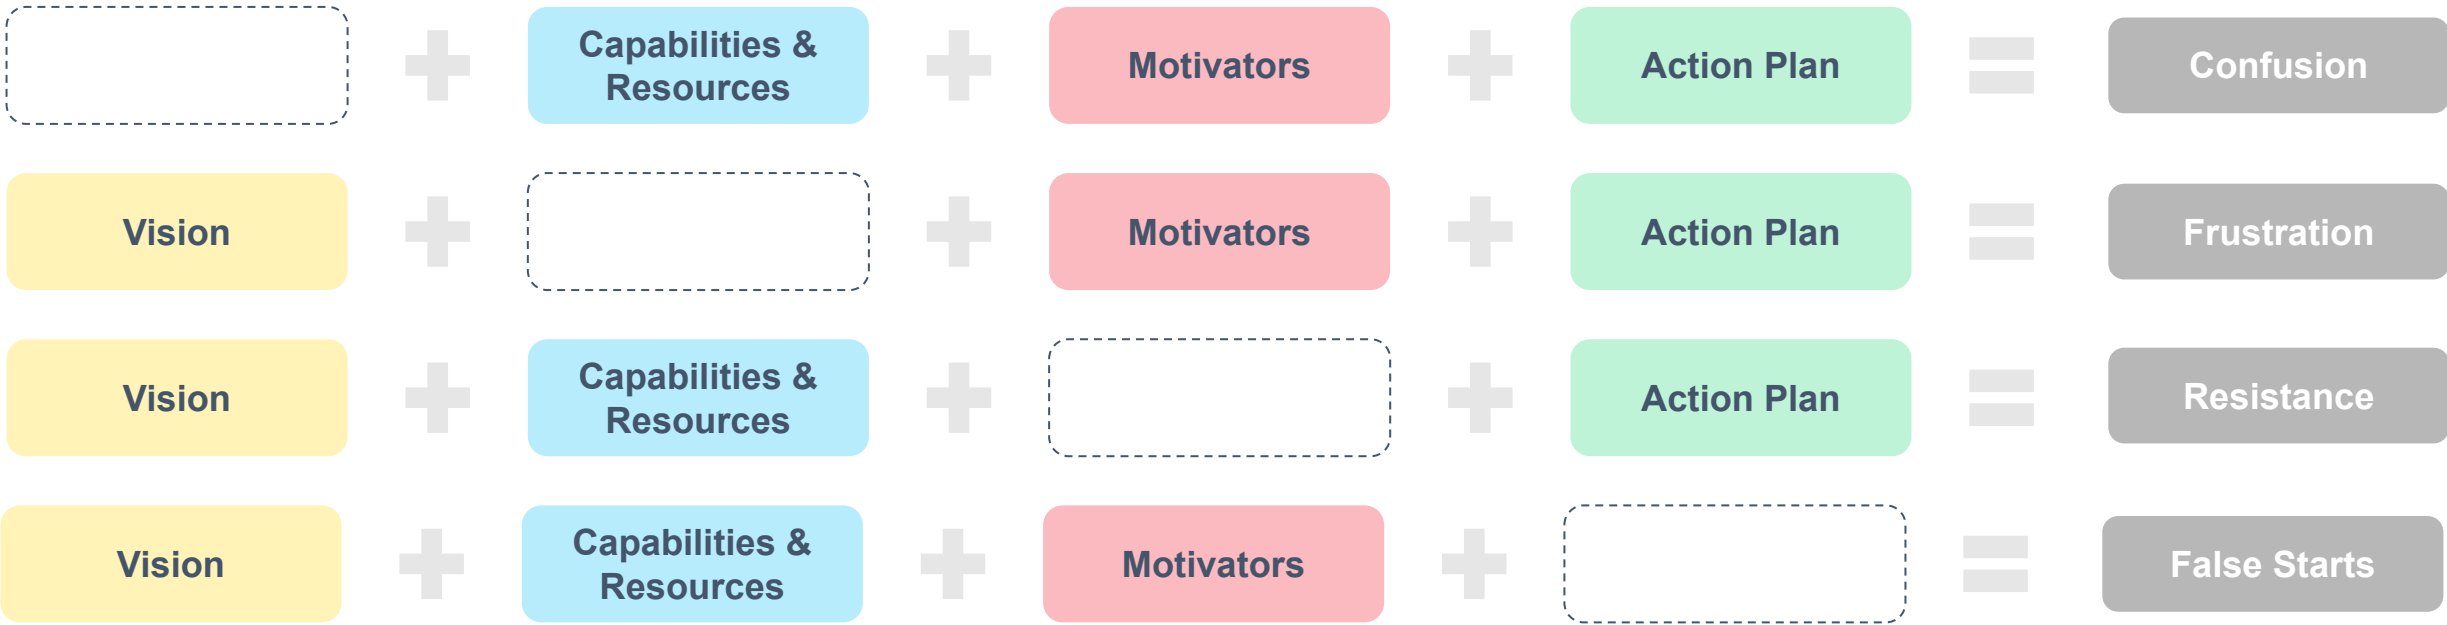 Capabilities &
Resources
Motivators
Action Plan
Confusion
Vision
Motivators
Action Plan
Frustration
Vision
Capabilities &
Resources
Action Plan
Resistance
Vision
Capabilities &
Resources
Motivators
False Starts